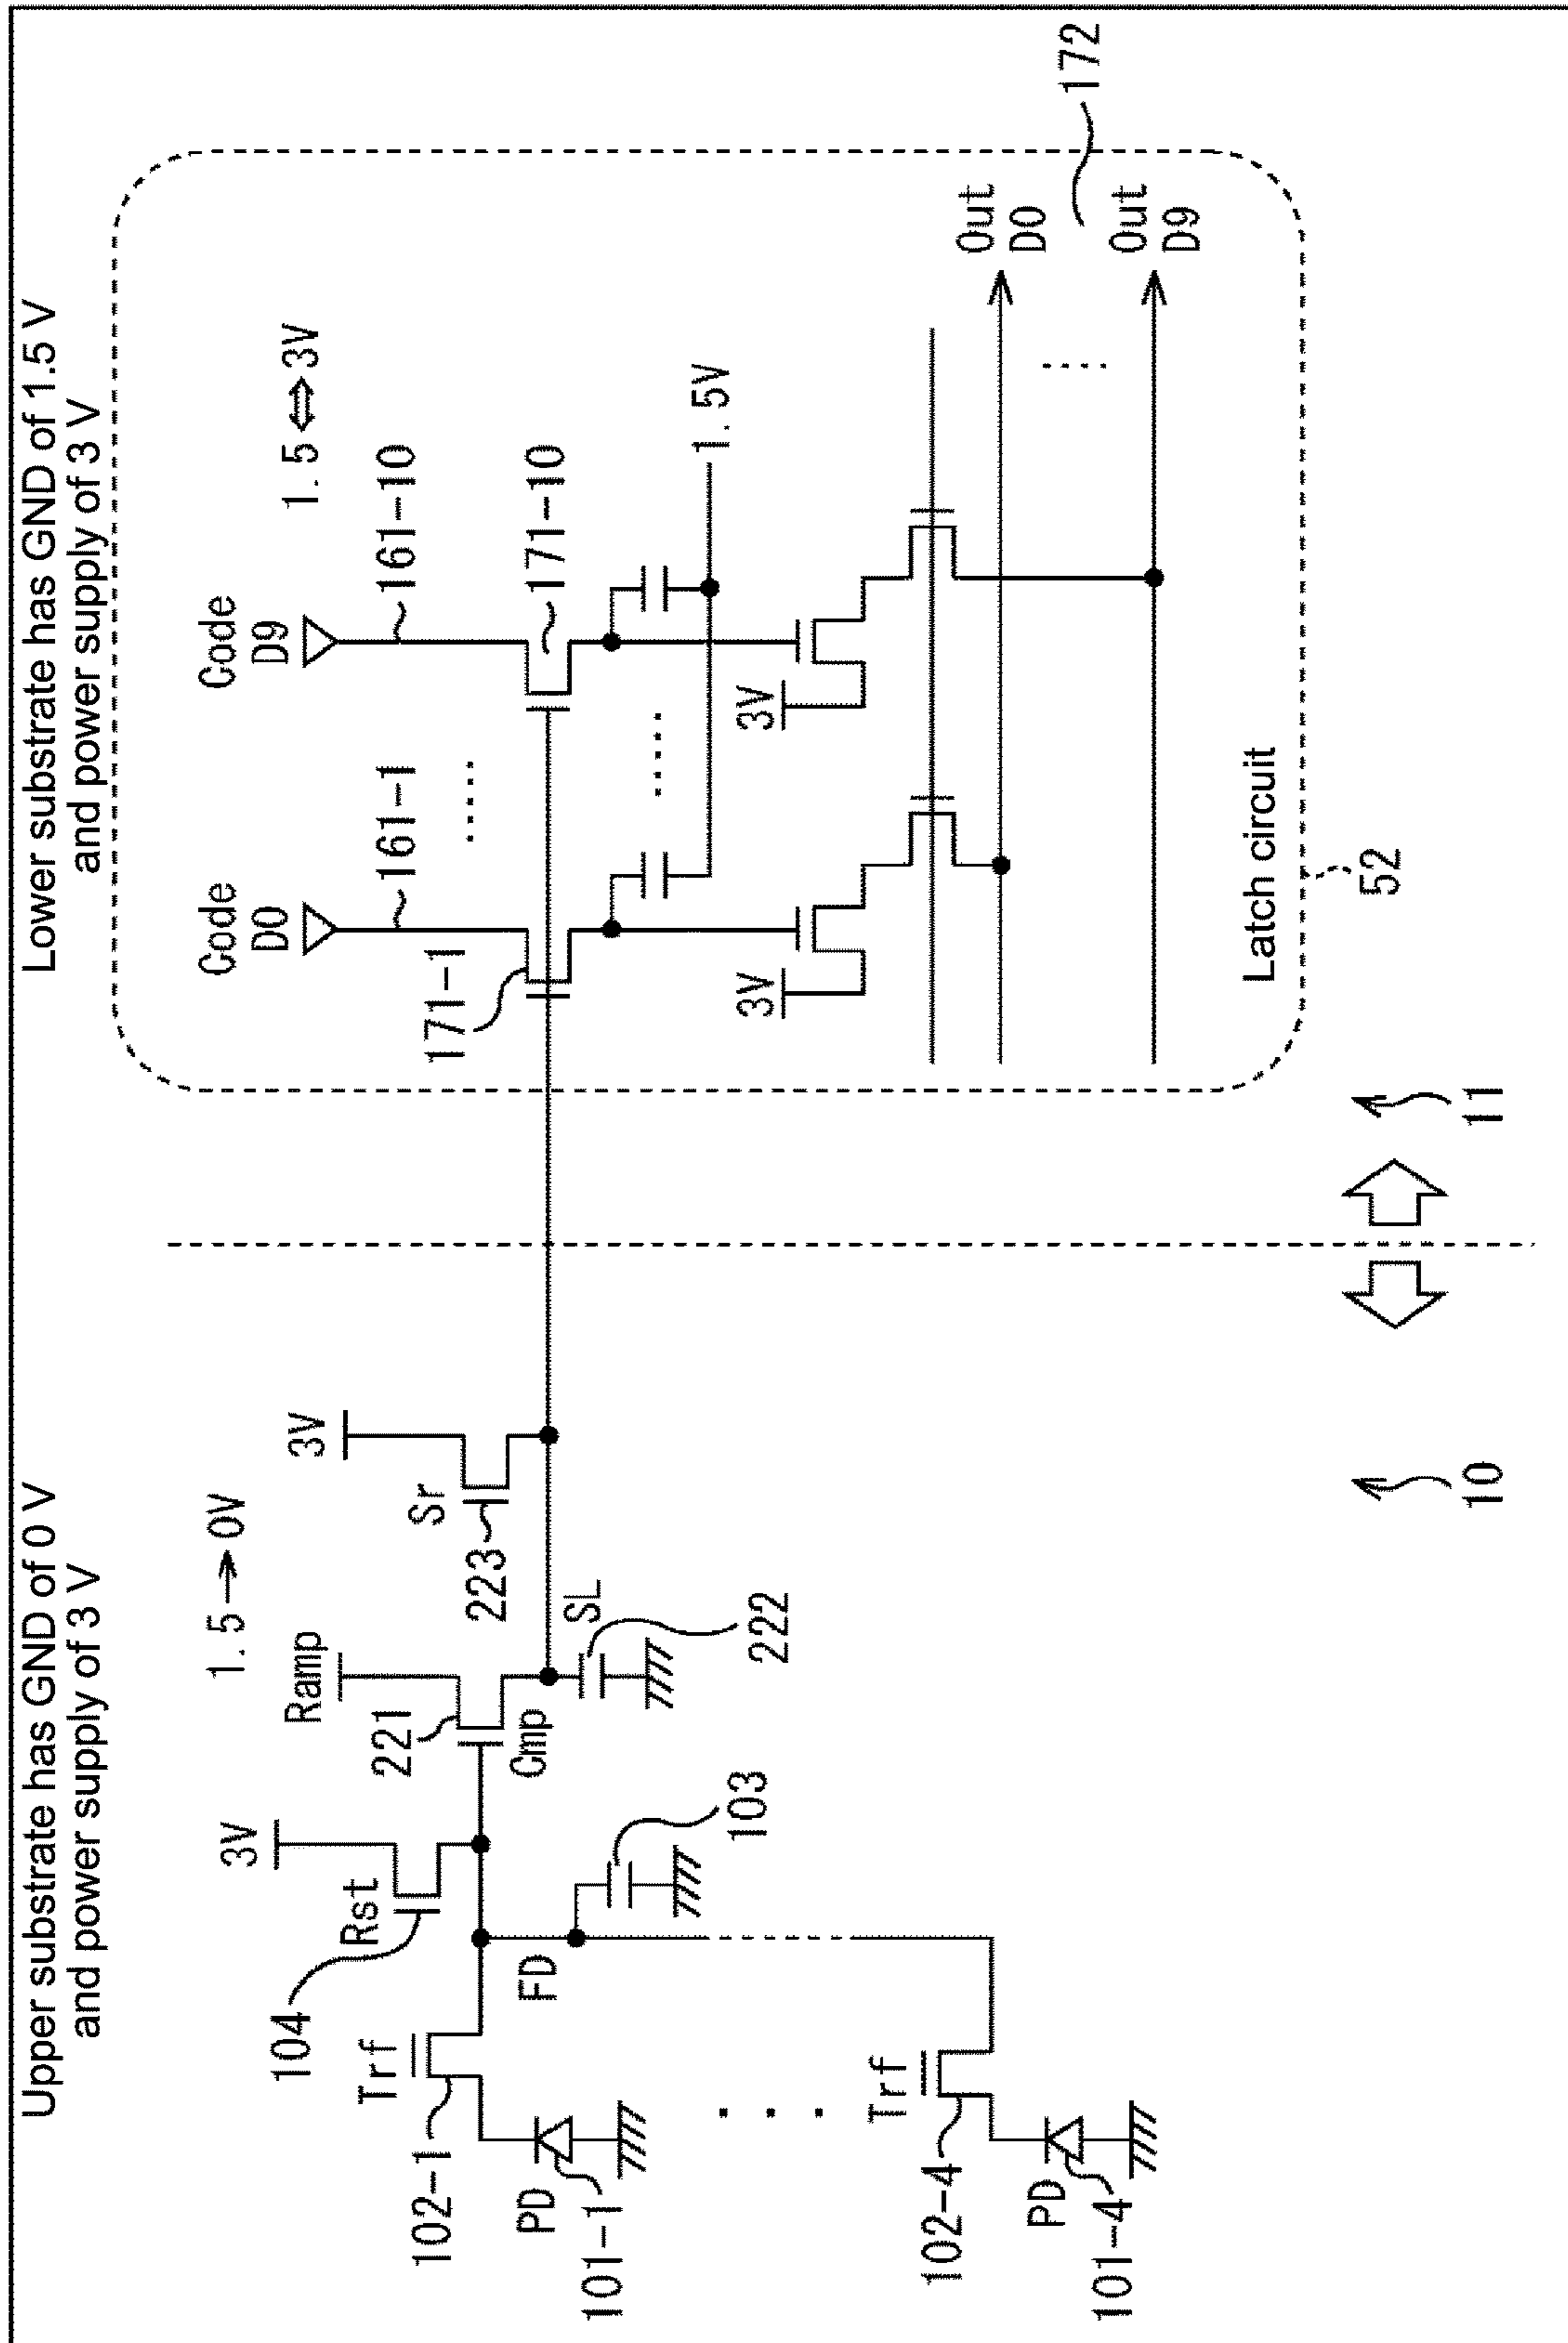 Upper substrate has GND of 0 V
and power supply of 3 V
Lower substrate has GND of 1.5 V
and power supply of 3 V
1.5→0V
3V
Ramp
3V
104
Rst
221
Sr
223
Trf
102-1
Cmp
SL
222
FD
103
PD
101-1
Trf
102-4
PD
101-4
10
11
Code
D0
Code
D9
1.5⇔3V
161-1
161-10
171-1
171-10
1.5V
3V
3V
Out
D0
Out
D9
172
Latch circuit
52